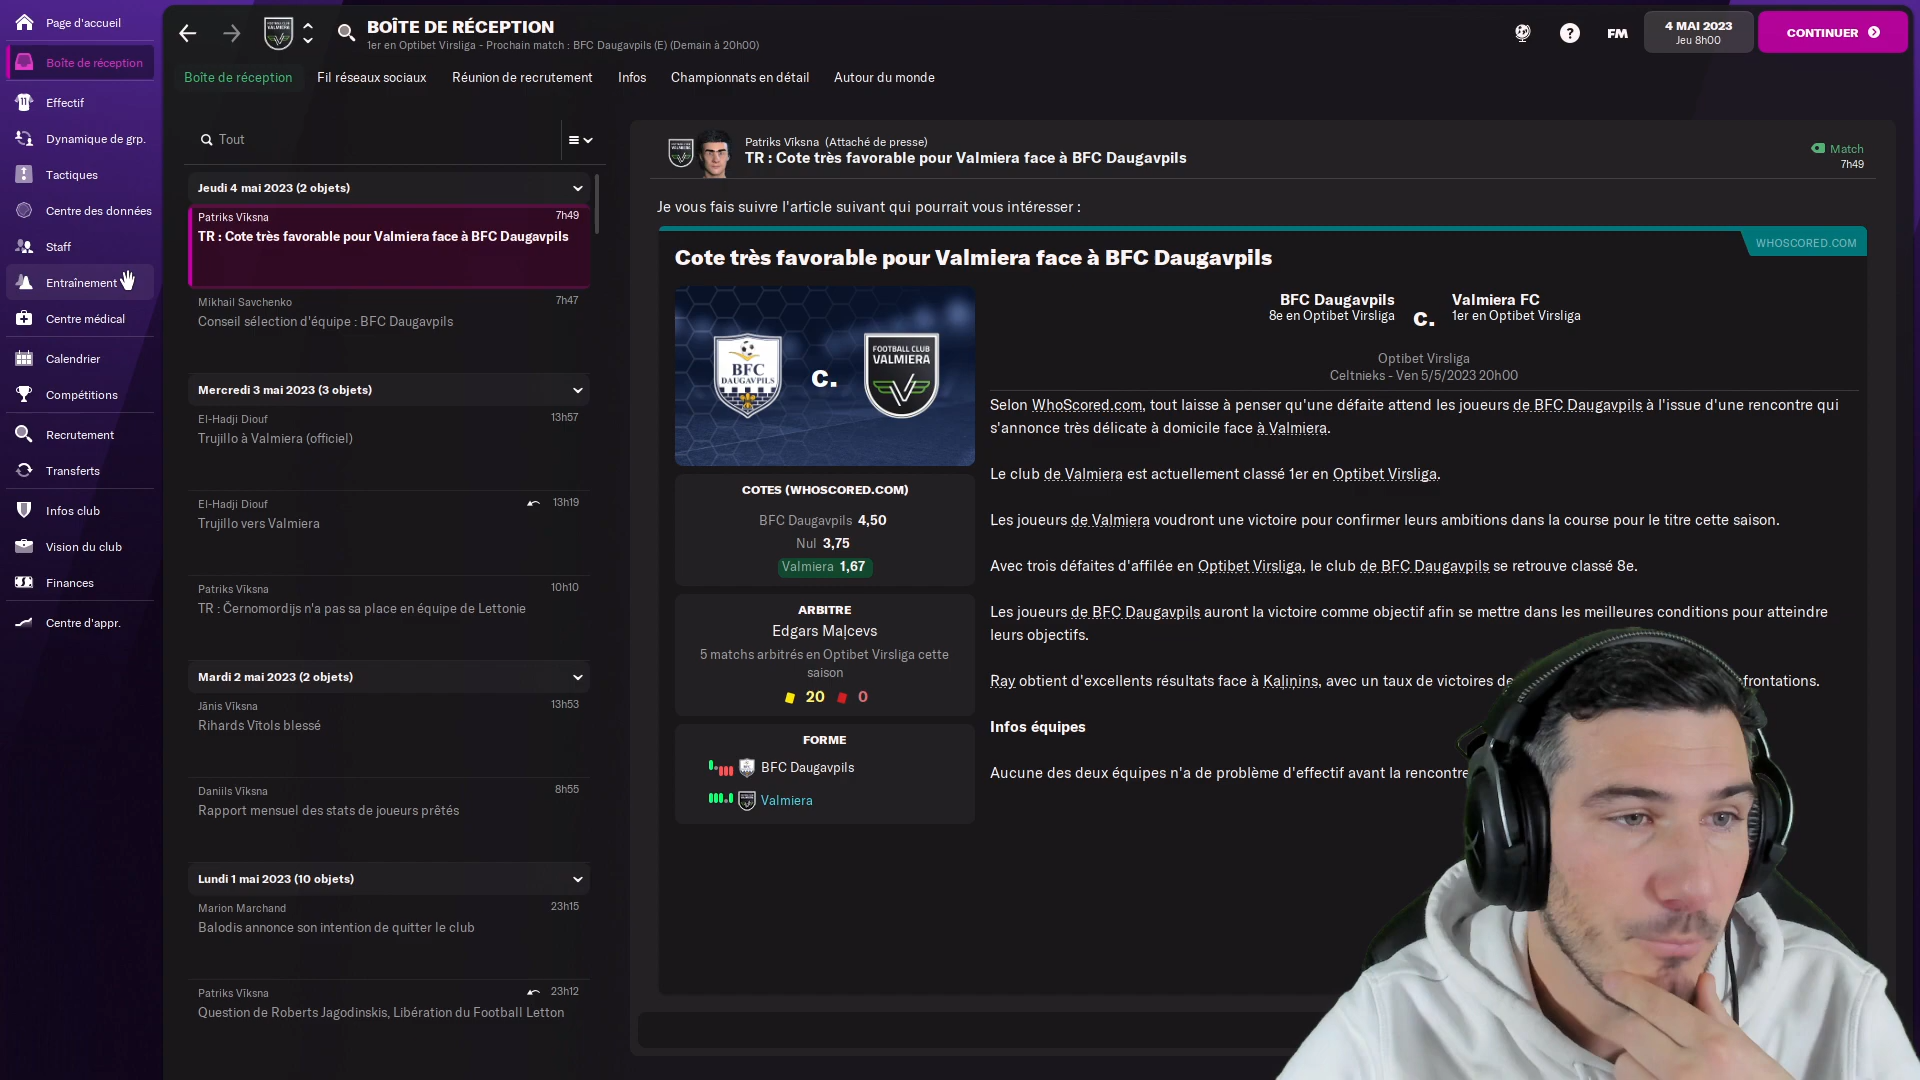 Page d'accueil
Boîte de réception
Effectif
Dynamique de grp.
Tactiques
Centre des données
Staff
Entraînement
Centre médical
Calendrier
Compétitions
Recrutement
Transferts
Infos club
Vision du club
Finances
Centre d'appr.
FOOTBALL CLUB
VALMIERA
BOÎTE DE RÉCEPTION
1er en Optibet Virsliga - Prochain match : BFC Daugavpils (E) (Demain à 20h00)
?
FM
4 MAI 2023
Jeu 8h00
CONTINUER
Boîte de réception
Fil réseaux sociaux
Réunion de recrutement
Infos
Championnats en détail
Autour du monde
Tout
Jeudi 4 mai 2023 (2 objets)
Patriks Vīksna
7h49
TR : Cote très favorable pour Valmiera face à BFC Daugavpils
Mikhail Savchenko
7h47
Conseil sélection d'équipe : BFC Daugavpils
Mercredi 3 mai 2023 (3 objets)
El-Hadji Diouf
13h57
Trujillo à Valmiera (officiel)
El-Hadji Diouf
13h19
Trujillo vers Valmiera
Patriks Vīksna
10h10
TR : Černomordijs n'a pas sa place en équipe de Lettonie
Mardi 2 mai 2023 (2 objets)
Jānis Vīksna
13h53
Rihards Vītols blessé
Daniils Vīksna
8h55
Rapport mensuel des stats de joueurs prêtés
Lundi 1 mai 2023 (10 objets)
Marion Marchand
23h15
Balodis annonce son intention de quitter le club
Patriks Vīksna
23h12
Question de Roberts Jagodinskis, Libération du Football Letton
Patriks Vīksna (Attaché de presse)
TR : Cote très favorable pour Valmiera face à BFC Daugavpils
Match
7h49
Je vous fais suivre l'article suivant qui pourrait vous intéresser :
WHOSCORED.COM
Cote très favorable pour Valmiera face à BFC Daugavpils
BFC
DAUGAVPILS
c.
FOOTBALL CLUB
VALMIERA
COTES (WHOSCORED.COM)
BFC Daugavpils 4,50
Nul 3,75
Valmiera 1,67
ARBITRE
Edgars Maļcevs
5 matchs arbitrés en Optibet Virsliga cette
saison
20 0
FORME
BFC Daugavpils
Valmiera
BFC Daugavpils
8e en Optibet Virsliga
c.
Valmiera FC
1er en Optibet Virsliga
Optibet Virsliga
Celtnieks - Ven 5/5/2023 20h00
Selon WhoScored.com, tout laisse à penser qu'une défaite attend les joueurs de BFC Daugavpils à l'issue d'une rencontre qui
s'annonce très délicate à domicile face à Valmiera.
Le club de Valmiera est actuellement classé 1er en Optibet Virsliga.
Les joueurs de Valmiera voudront une victoire pour confirmer leurs ambitions dans la course pour le titre cette saison.
Avec trois défaites d'affilée en Optibet Virsliga, le club de BFC Daugavpils se retrouve classé 8e.
Les joueurs de BFC Daugavpils auront la victoire comme objectif afin se mettre dans les meilleures conditions pour atteindre
leurs objectifs.
Ray obtient d'excellents résultats face à Kaliņins, avec un taux de victoires de frontations.
Infos équipes
Aucune des deux équipes n'a de problème d'effectif avant la rencontre